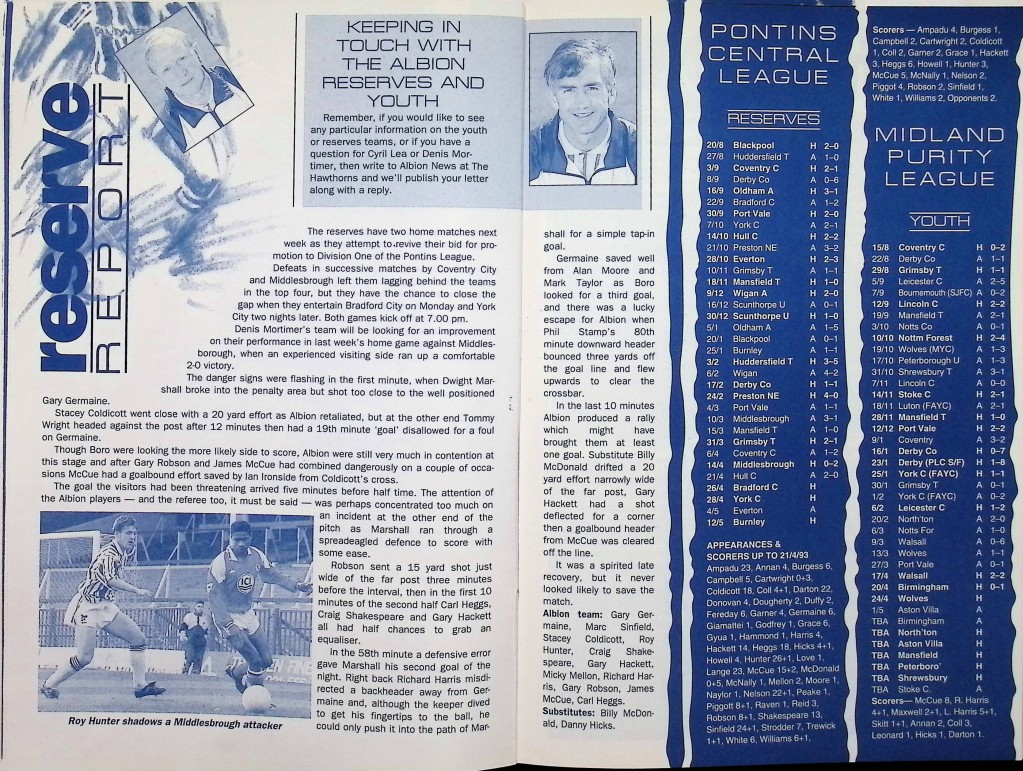 reserve
REPORT
KEEPING IN
TOUCH WITH
THE ALBION
RESERVES AND
YOUTH
Remember, if you would like to see
any particular information on the youth
or reserves teams, or if you have a
question for Cyril Lea or Denis Mor-
timer, then write to Albion News at The
Hawthorns and we'll publish your letter
along with a reply.
The reserves have two home matches next
week as they attempt to revive their bid for pro-
motion to Division One of the Pontins League.
Defeats in successive matches by Coventry City
and Middlesbrough left them lagging behind the teams
in the top four, but they have the chance to close the
gap when they entertain Bradford City on Monday and York
City two nights later. Both games kick off at 7.00 pm.
Denis Mortimer's team will be looking for an improvement
on their performance in last week's home game against Middles-
borough, when an experienced visiting side ran up a comfortable
2-0 victory.
The danger signs were flashing in the first minute, when Dwight Mar-
shall broke into the penalty area but shot too close to the well positioned
Gary Germaine.
Stacey Coldicott went close with a 20 yard effort as Albion retaliated, but at the other end Tommy
Wright headed against the post after 12 minutes then had a 19th minute 'goal' disallowed for a foul
on Germaine.
Though Boro were looking the more likely side to score, Albion were still very much in contention at
this stage and after Gary Robson and James McCue had combined dangerously on a couple of occa-
sions McCue had a goalbound effort saved by Ian Ironside from Coldicott's cross.
The goal the visitors had been threatening arrived five minutes before half time. The attention of
the Albion players — and the referee too, it must be said — was perhaps concentrated too much on
an incident at the other end of the
pitch as Marshall ran through a
spreadeagled defence to score with
some ease.
Robson sent a 15 yard shot just
wide of the far post three minutes
before the interval, then in the first 10
minutes of the second half Carl Heggs,
Craig Shakespeare and Gary Hackett
all had half chances to grab an
equaliser.
In the 58th minute a defensive error
gave Marshall his second goal of the
night. Right back Richard Harris misdi-
rected a backheader away from Ger-
maine and, although the keeper dived
to get his fingertips to the ball, he
could only push it into the path of Mar-
ICI
Roy Hunter shadows a Middlesbrough attacker
shall for a simple tap-in
goal.
Germaine saved well
from Alan Moore and
Mark Taylor as Boro
looked for a third goal,
and there was a lucky
escape for Albion when
Phil Stamp's 80th
minute downward header
bounced three yards off
the goal line and flew
upwards to clear the
crossbar.
In the last 10 minutes
Albion produced a rally
which might have
brought them at least
one goal. Substitute Billy
McDonald drifted a 20
yard effort narrowly wide
of the far post, Gary
Hackett had a shot
deflected for a corner
then a goalbound header
from McCue was cleared
off the line.
It was a spirited late
recovery, but it never
looked likely to save the
match.
Albion team: Gary Ger-
maine, Marc Sinfield,
Stacey Coldicott, Roy
Hunter, Craig Shake-
speare, Gary Hackett,
Micky Mellon, Richard Har-
ris, Gary Robson, James
McCue, Carl Heggs.
Substitutes: Billy McDon-
ald, Danny Hicks.
PONTINS
CENTRAL
LEAGUE
RESERVES
20/8 Blackpool H 2–0
27/8 Huddersfield T A 1–0
3/9 Coventry C H 2–1
8/9 Derby Co A 0–6
16/9 Oldham A H 3–1
22/9 Bradford C A 1–2
30/9 Port Vale H 2–0
7/10 York C A 2–1
14/10 Hull C H 2–2
21/10 Preston NE A 3–2
28/10 Everton H 2–3
10/11 Grimsby T A 1–1
18/11 Mansfield T H 1–0
9/12 Wigan A H 2–0
16/12 Scunthorpe U A 0–1
30/12 Scunthorpe U H 1–0
5/1 Oldham A A 1–5
20/1 Blackpool A 0–1
25/1 Burnley A 1–1
3/2 Huddersfield T H 3–5
6/2 Wigan A 4–2
17/2 Derby Co H 1–1
24/2 Preston NE H 4–0
4/3 Port Vale A 1–1
10/3 Middlesbrough A 3–1
15/3 Mansfield T A 1–0
31/3 Grimsby T H 2–1
6/4 Coventry C A 1–2
14/4 Middlesbrough H 0–2
21/4 Hull C A 2–0
26/4 Bradford C H
28/4 York C H
4/5 Everton A
12/5 Burnley H
APPEARANCES &
SCORERS UP TO 21/4/93
Ampadu 23, Annan 4, Burgess 6,
Campbell 5, Cartwright 0+3,
Coldicott 18, Coll 4+1, Darton 22,
Donovan 4, Dougherty 2, Duffy 2,
Fereday 6, Garner 4, Germaine 6,
Giamattei 1, Godfrey 1, Grace 6,
Gyua 1, Hammond 1, Harris 4,
Hackett 14, Heggs 18, Hicks 4+1,
Howell 4, Hunter 26+1, Love 1,
Lange 23, McCue 15+2, McDonald
0+5, McNally 1, Mellon 2, Moore 1,
Naylor 1, Nelson 22+1, Peake 1,
Piggott 8+1, Raven 1, Reid 3,
Robson 8+1, Shakespeare 13,
Sinfield 24+1, Strodder 7, Trewick
1+1, White 6, Williams 6+1,
Scorers — Ampadu 4, Burgess 1,
Campbell 2, Cartwright 2, Coldicott
1, Coll 2, Garner 2, Grace 1, Hackett
3, Heggs 6, Howell 1, Hunter 3,
McCue 5, McNally 1, Nelson 2,
Piggot 4, Robson 2, Sinfield 1,
White 1, Williams 2, Opponents 2.
MIDLAND
PURITY
LEAGUE
YOUTH
15/8 Coventry C H 0–2
22/8 Derby Co A 1–1
29/8 Grimsby T H 1–1
5/9 Leicester C A 2–5
7/9 Bournemouth (SJFC) A 0–2
12/9 Lincoln C H 2–2
19/9 Mansfield T A 2–1
3/10 Notts Co A 0–1
10/10 Nottm Forest H 2–4
19/10 Wolves (MYC) A 1–3
17/10 Peterborough U A 1–3
31/10 Shrewsbury T A 3–1
7/11 Lincoln C A 0–0
14/11 Stoke C H 2–1
18/11 Luton (FAYC) A 2–1
28/11 Mansfield T H 1–0
12/12 Port Vale H 2–2
9/1 Coventry A 3–2
16/1 Derby Co H 0–7
23/1 Derby (PLC S/F) H 1–8
25/1 York C (FAYC) H 1–1
30/1 Grimsby T A 0–1
1/2 York C (FAYC) A 0–2
6/2 Leicester C H 1–2
20/2 North'ton A 2–0
6/3 Notts For A 1–0
9/3 Walsall A 0–6
13/3 Wolves A 1–1
27/3 Port Vale A 0–1
17/4 Walsall H 2–2
20/4 Birmingham H 0–1
24/4 Wolves H
1/5 Aston Villa A
TBA Birmingham A
TBA North'ton H
TBA Aston Villa H
TBA Mansfield H
TBA Peterboro' H
TBA Shrewsbury H
TBA Stoke C. A
Scorers— McCue 8, R. Harris
4+1, Maxwell 2+1, L. Harris 5+1,
Skitt 1+1, Annan 2, Coll 3,
Leonard 1, Hicks 1, Darton 1.